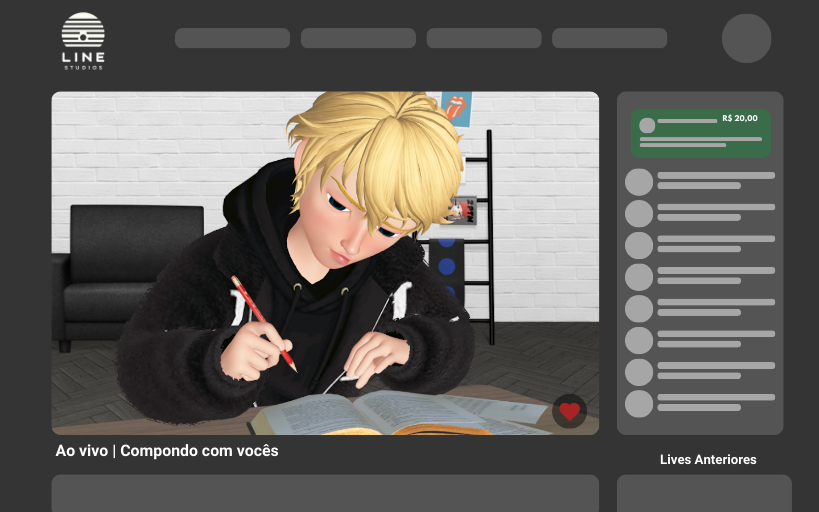 LINE
STUDIOS
R$ 20,00
Ao vivo | Compondo com vocês
Lives Anteriores